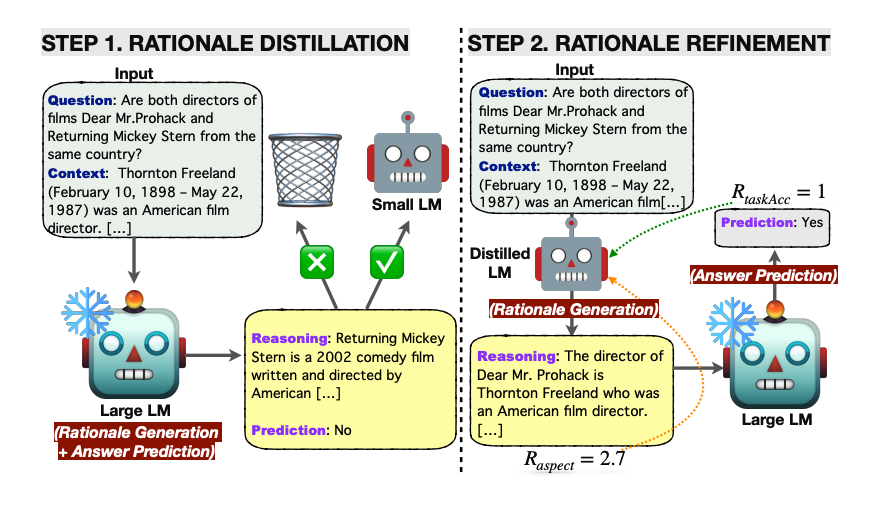 STEP 1. RATIONALE DISTILLATION
Input
Question: Are both directors of
films Dear Mr.Prohack and
Returning Mickey Stern from the
same country?
Context: Thornton Freeland
(February 10, 1898 – May 22,
1987) was an American film
director. [...]
Small LM
Large LM
(Rationale Generation
+ Answer Prediction)
Reasoning: Returning Mickey
Stern is a 2002 comedy film
written and directed by
American [...]
Prediction: No
STEP 2. RATIONALE REFINEMENT
Input
Question: Are both directors of
films Dear Mr.Prohack and
Returning Mickey Stern from the
same country?
Context: Thornton Freeland
(February 10, 1898 – May 22,
1987) was an American film[...]
R_taskAcc = 1
Prediction: Yes
Distilled
LM
(Answer Prediction)
(Rationale Generation)
Reasoning: The director of
Dear Mr. Prohack is
Thornton Freeland who was
an American film director.
[...]
Large LM
R_aspect = 2.7